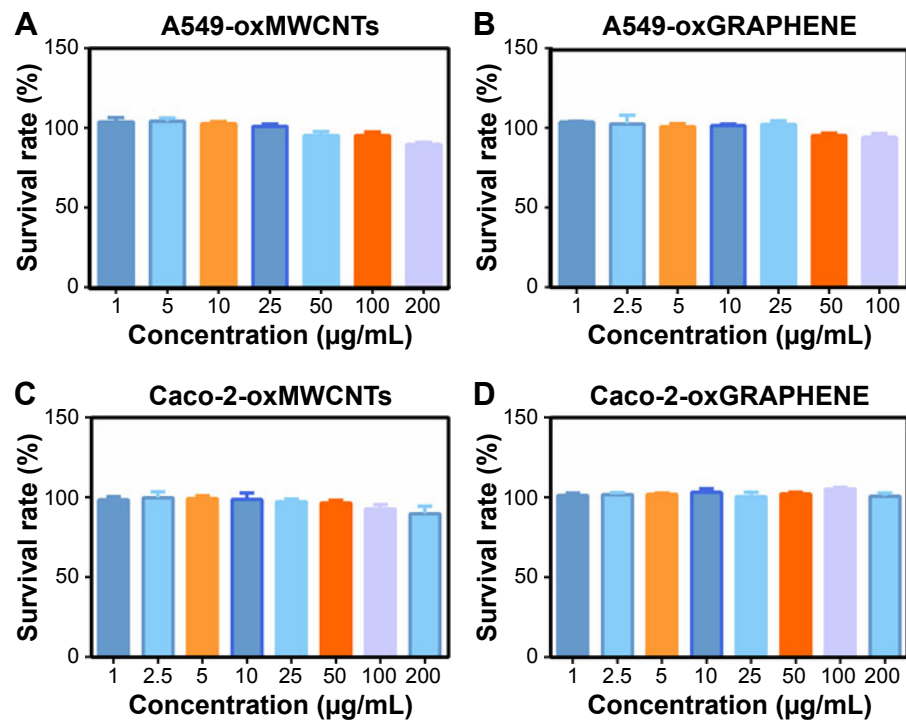 A
A549-oxMWCNTs
150
100
50
0
Survival rate (%)
1 5 10 25 50 100 200
Concentration (µg/mL)
B
A549-oxGRAPHENE
150
100
50
0
Survival rate (%)
1 2.5 5 10 25 50 100
Concentration (µg/mL)
C
Caco-2-oxMWCNTs
150
100
50
0
Survival rate (%)
1 2.5 5 10 25 50 100 200
Concentration (µg/mL)
D
Caco-2-oxGRAPHENE
150
100
50
0
Survival rate (%)
1 2.5 5 10 25 50 100 200
Concentration (µg/mL)